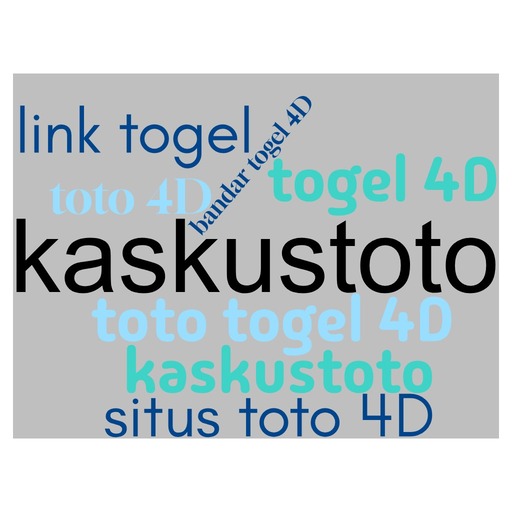 link togel
bandar togel 4D
togel 4D
toto 4D
kaskustoto
toto togel 4D
kaskustoto
situs toto 4D